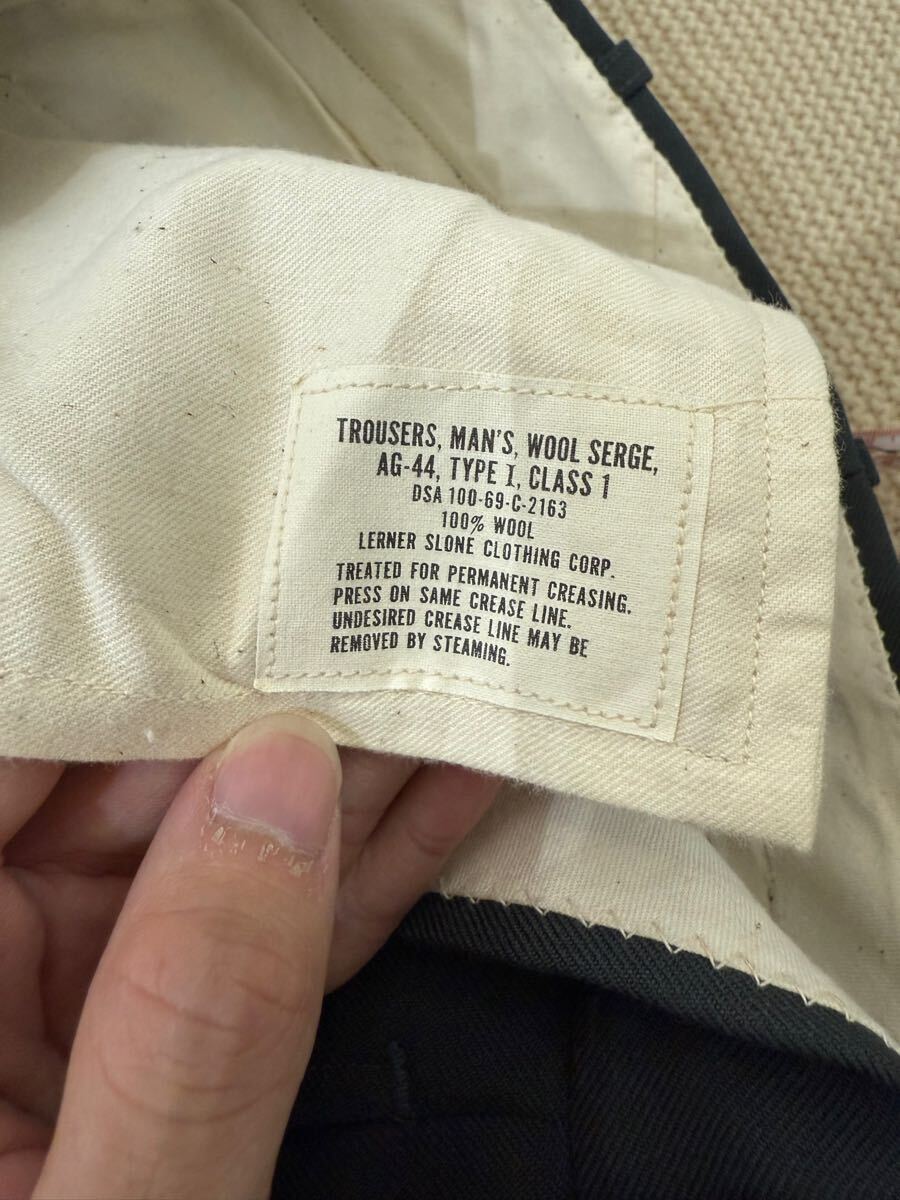 TROUSERS, MAN'S, WOOL SERGE,
AG-44, TYPE I, CLASS 1
DSA 100-69-C-2163
100% WOOL
LERNER SLONE CLOTHING CORP.
TREATED FOR PERMANENT CREASING.
PRESS ON SAME CREASE LINE.
UNDESIRED CREASE LINE MAY BE
REMOVED BY STEAMING.